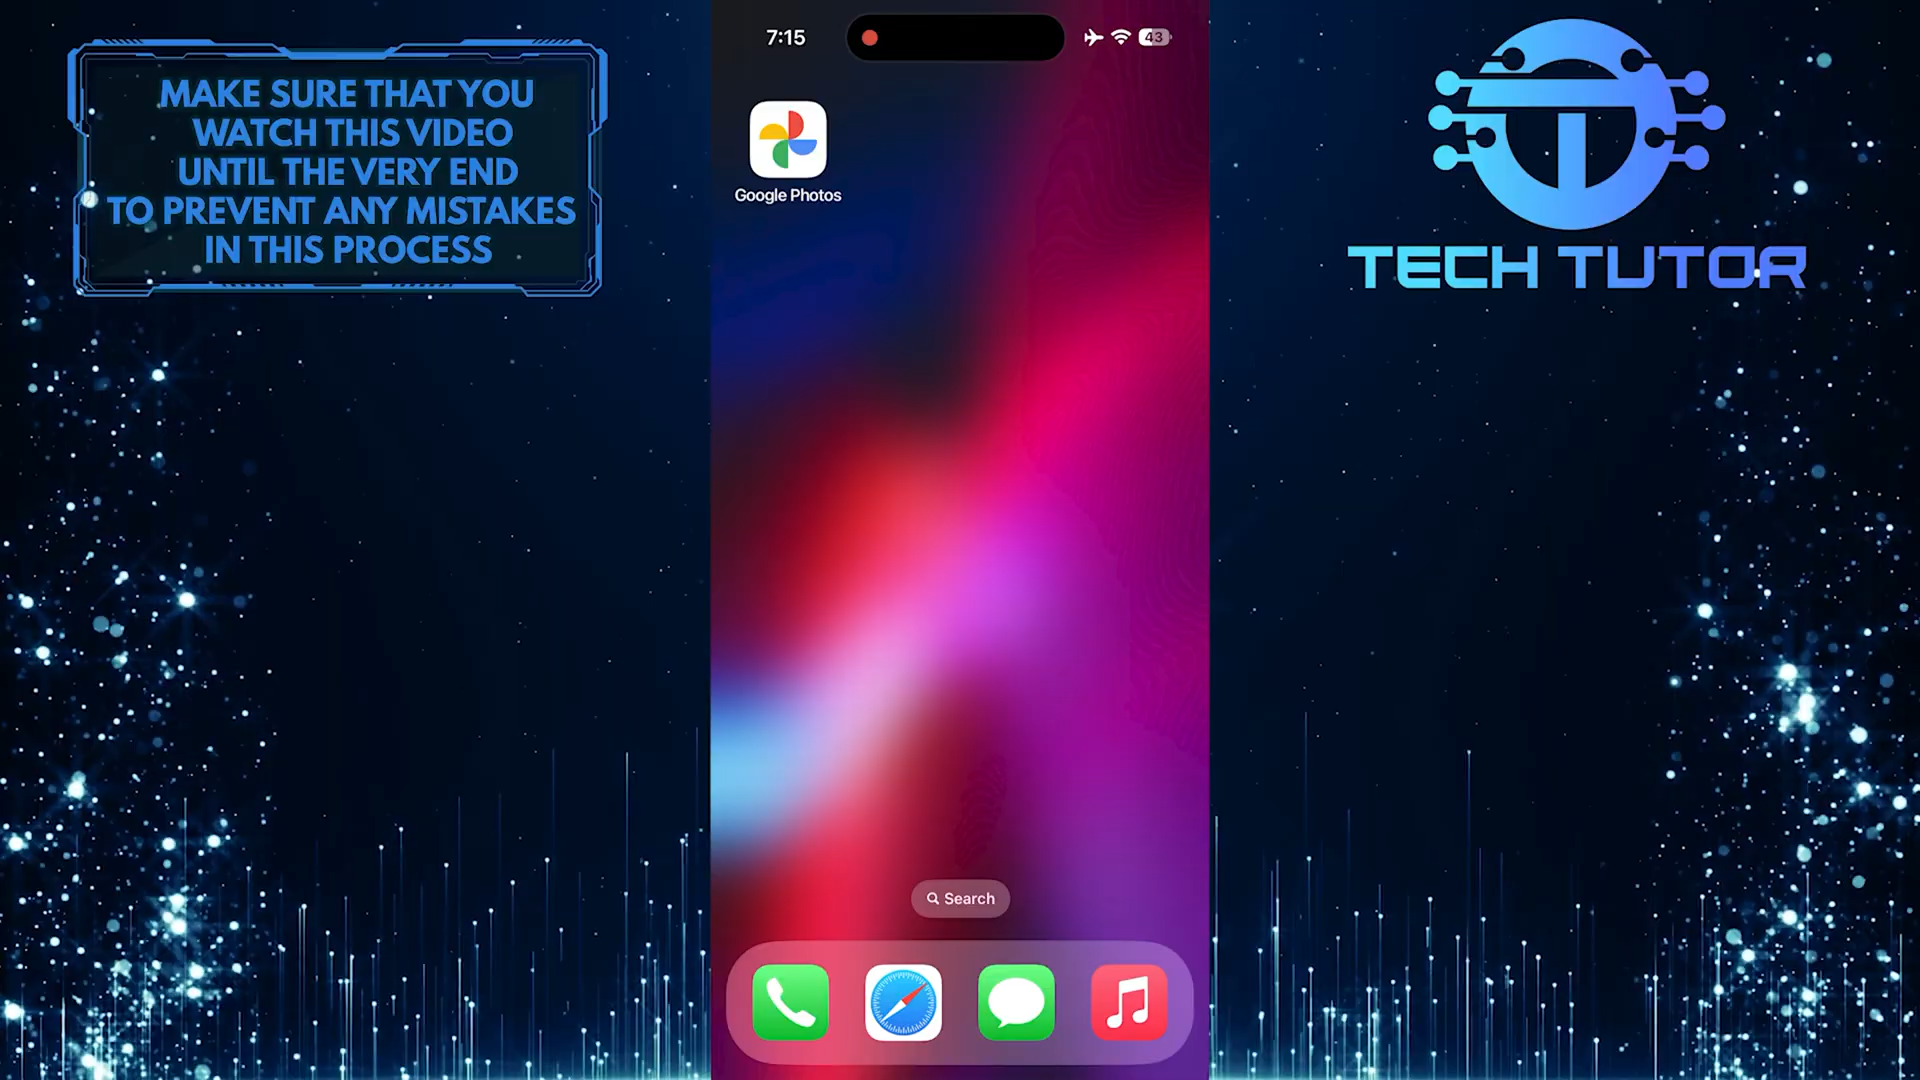 MAKE SURE THAT YOU
WATCH THIS VIDEO
UNTIL THE VERY END
TO PREVENT ANY MISTAKES
IN THIS PROCESS
7:15
43
Google Photos
TECH TUTOR
Search